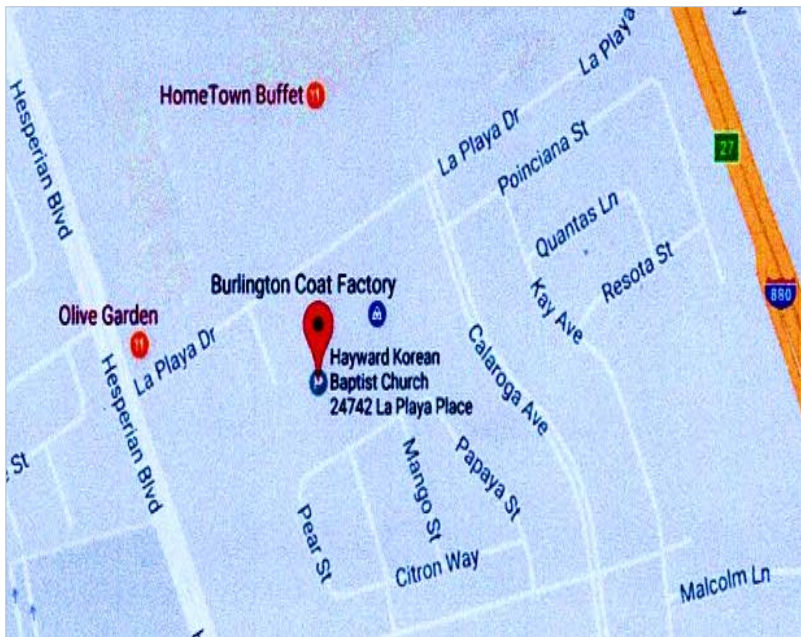 Hesperian Blvd
HomeTown Buffet
La Playa
La Playa Dr
Poinciana St
27
Quantas Ln
Resota St
Kay Ave
880
Burlington Coat Factory
Olive Garden
La Playa Dr
Hayward Korean
Baptist Church
24742 La Playa Place
Calaroga Ave
Hesperian Blvd
Mango St
Papaya St
Pear St
Citron Way
Malcolm Ln
St